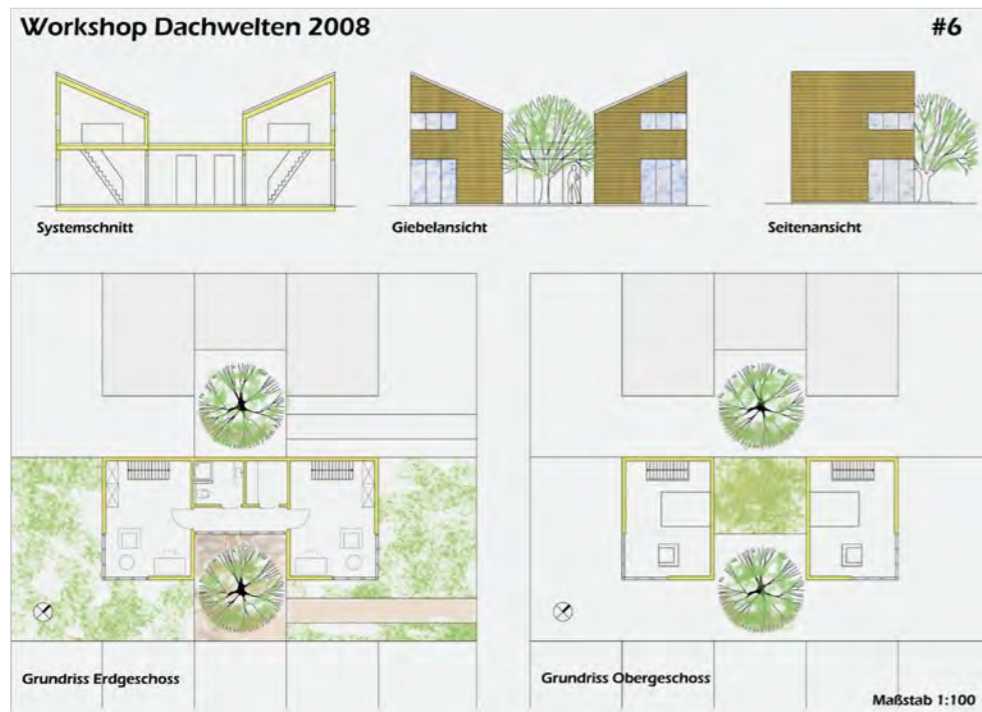 Workshop Dachwelten 2008
#6
Systemschnitt
Giebelansicht
Seitenansicht
Grundriss Erdgeschoss
Grundriss Obergeschoss
Maßstab 1:100